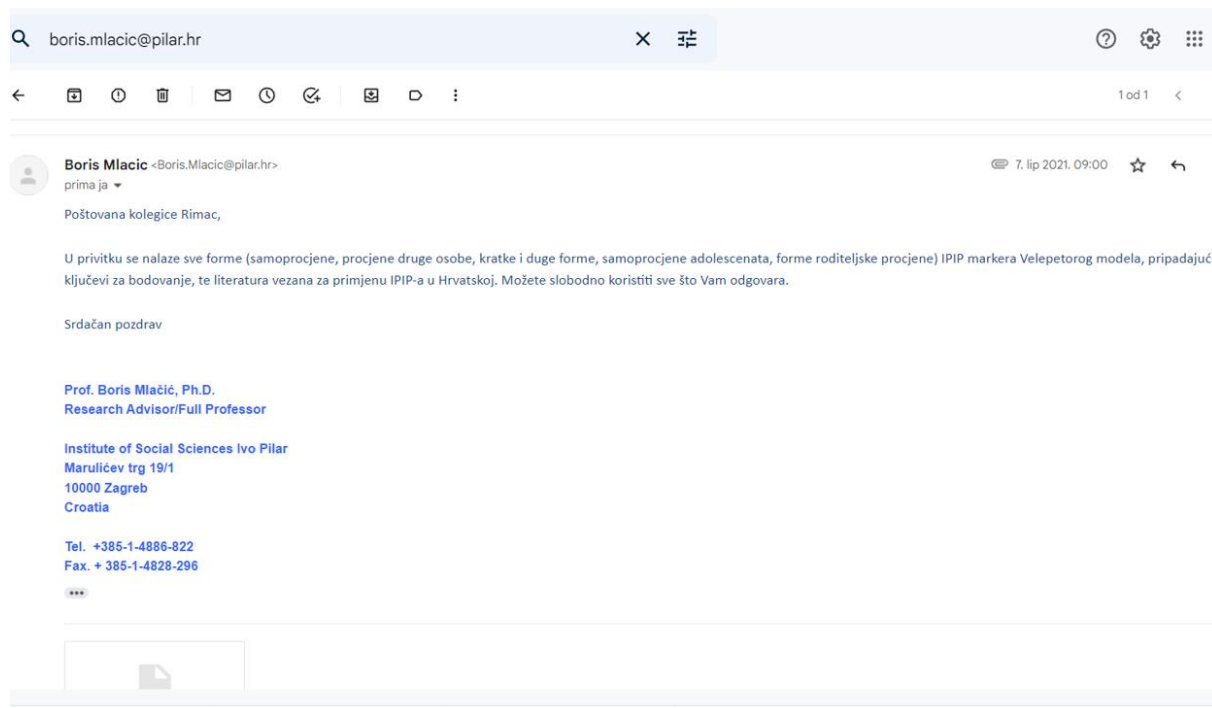 boris.mlacic@pilar.hr
1 od 1
Boris Mlacic <Boris.Mlacic@pilar.hr>
7. lip 2021. 09:00
prima ja
Poštovana kolegice Rimac,
U privitku se nalaze sve forme (samoprocjene, procjene druge osobe, kratke i duge forme, samoprocjene adolescenata, forme roditeljske procjene) IPIP markera Velepetorog modela, pripadajuć
ključevi za bodovanje, te literatura vezana za primjenu IPIP-a u Hrvatskoj. Možete slobodno koristiti sve što Vam odgovara.
Srdačan pozdrav
Prof. Boris Mlačić, Ph.D.
Research Advisor/Full Professor
Institute of Social Sciences Ivo Pilar
Marulićev trg 19/1
10000 Zagreb
Croatia
Tel. +385-1-4886-822
Fax. + 385-1-4828-296